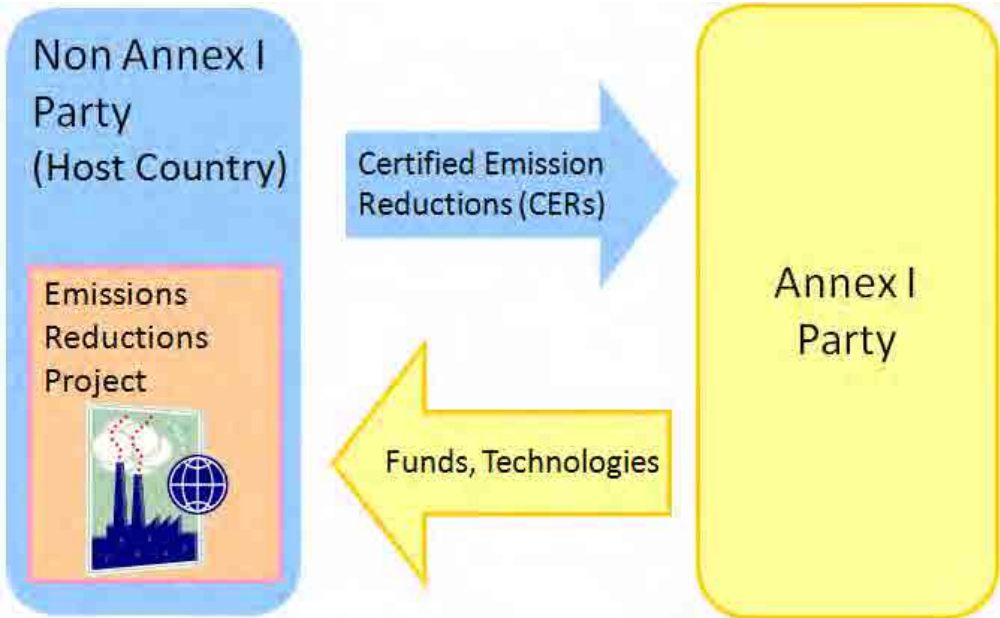 Non Annex I
Party
(Host Country)
Emissions
Reductions
Project
Certified Emission
Reductions (CERs)
Funds, Technologies
Annex I
Party